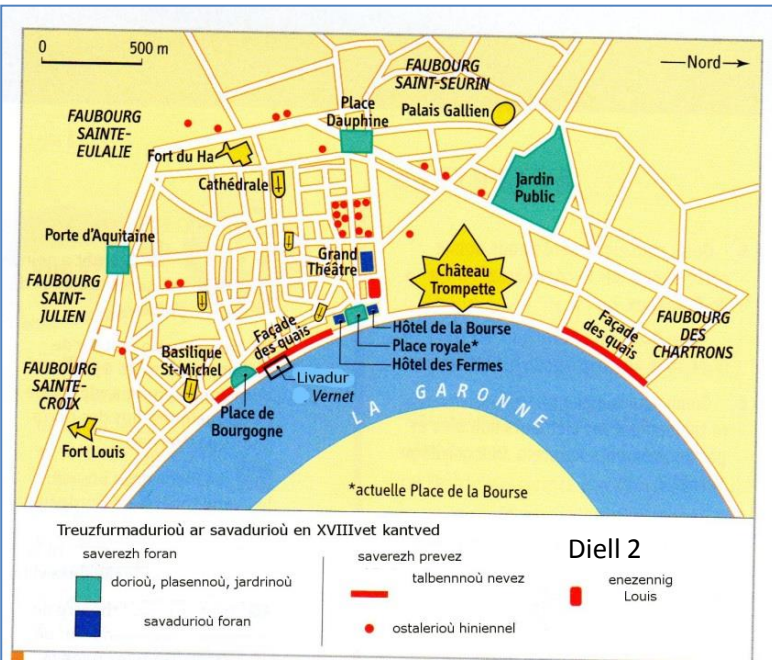 0 500 m
Nord
FAUBOURG
SAINT-SEURIN
Place
Dauphine
Palais Gallien
FAUBOURG
SAINTE-
EULALIE
Fort du Ha
Cathédrale
Jardin
Public
Porte d'Aquitaine
Grand
Théâtre
Château
Trompette
FAUBOURG
SAINT-
JULIEN
Façade
des quais
Hôtel de la Bourse
Place royale*
Hôtel des Fermes
Façade
des quais
FAUBOURG
DES
CHARTRONS
Basilique
St-Michel
FAUBOURG
SAINTE-
CROIX
Livadur
Vernet
Place de
Bourgogne
Fort Louis
LA GARONNE
*actuelle Place de la Bourse
Treuzfurmadurioù ar savadurioù en XVIIIvet kantved
saverezh foran
dorioù, plasennoù, jardrinoù
savadurioù foran
saverezh prevez
talbennnoù nevez
ostalerioù hiniennel
Diell 2
enezennig
Louis